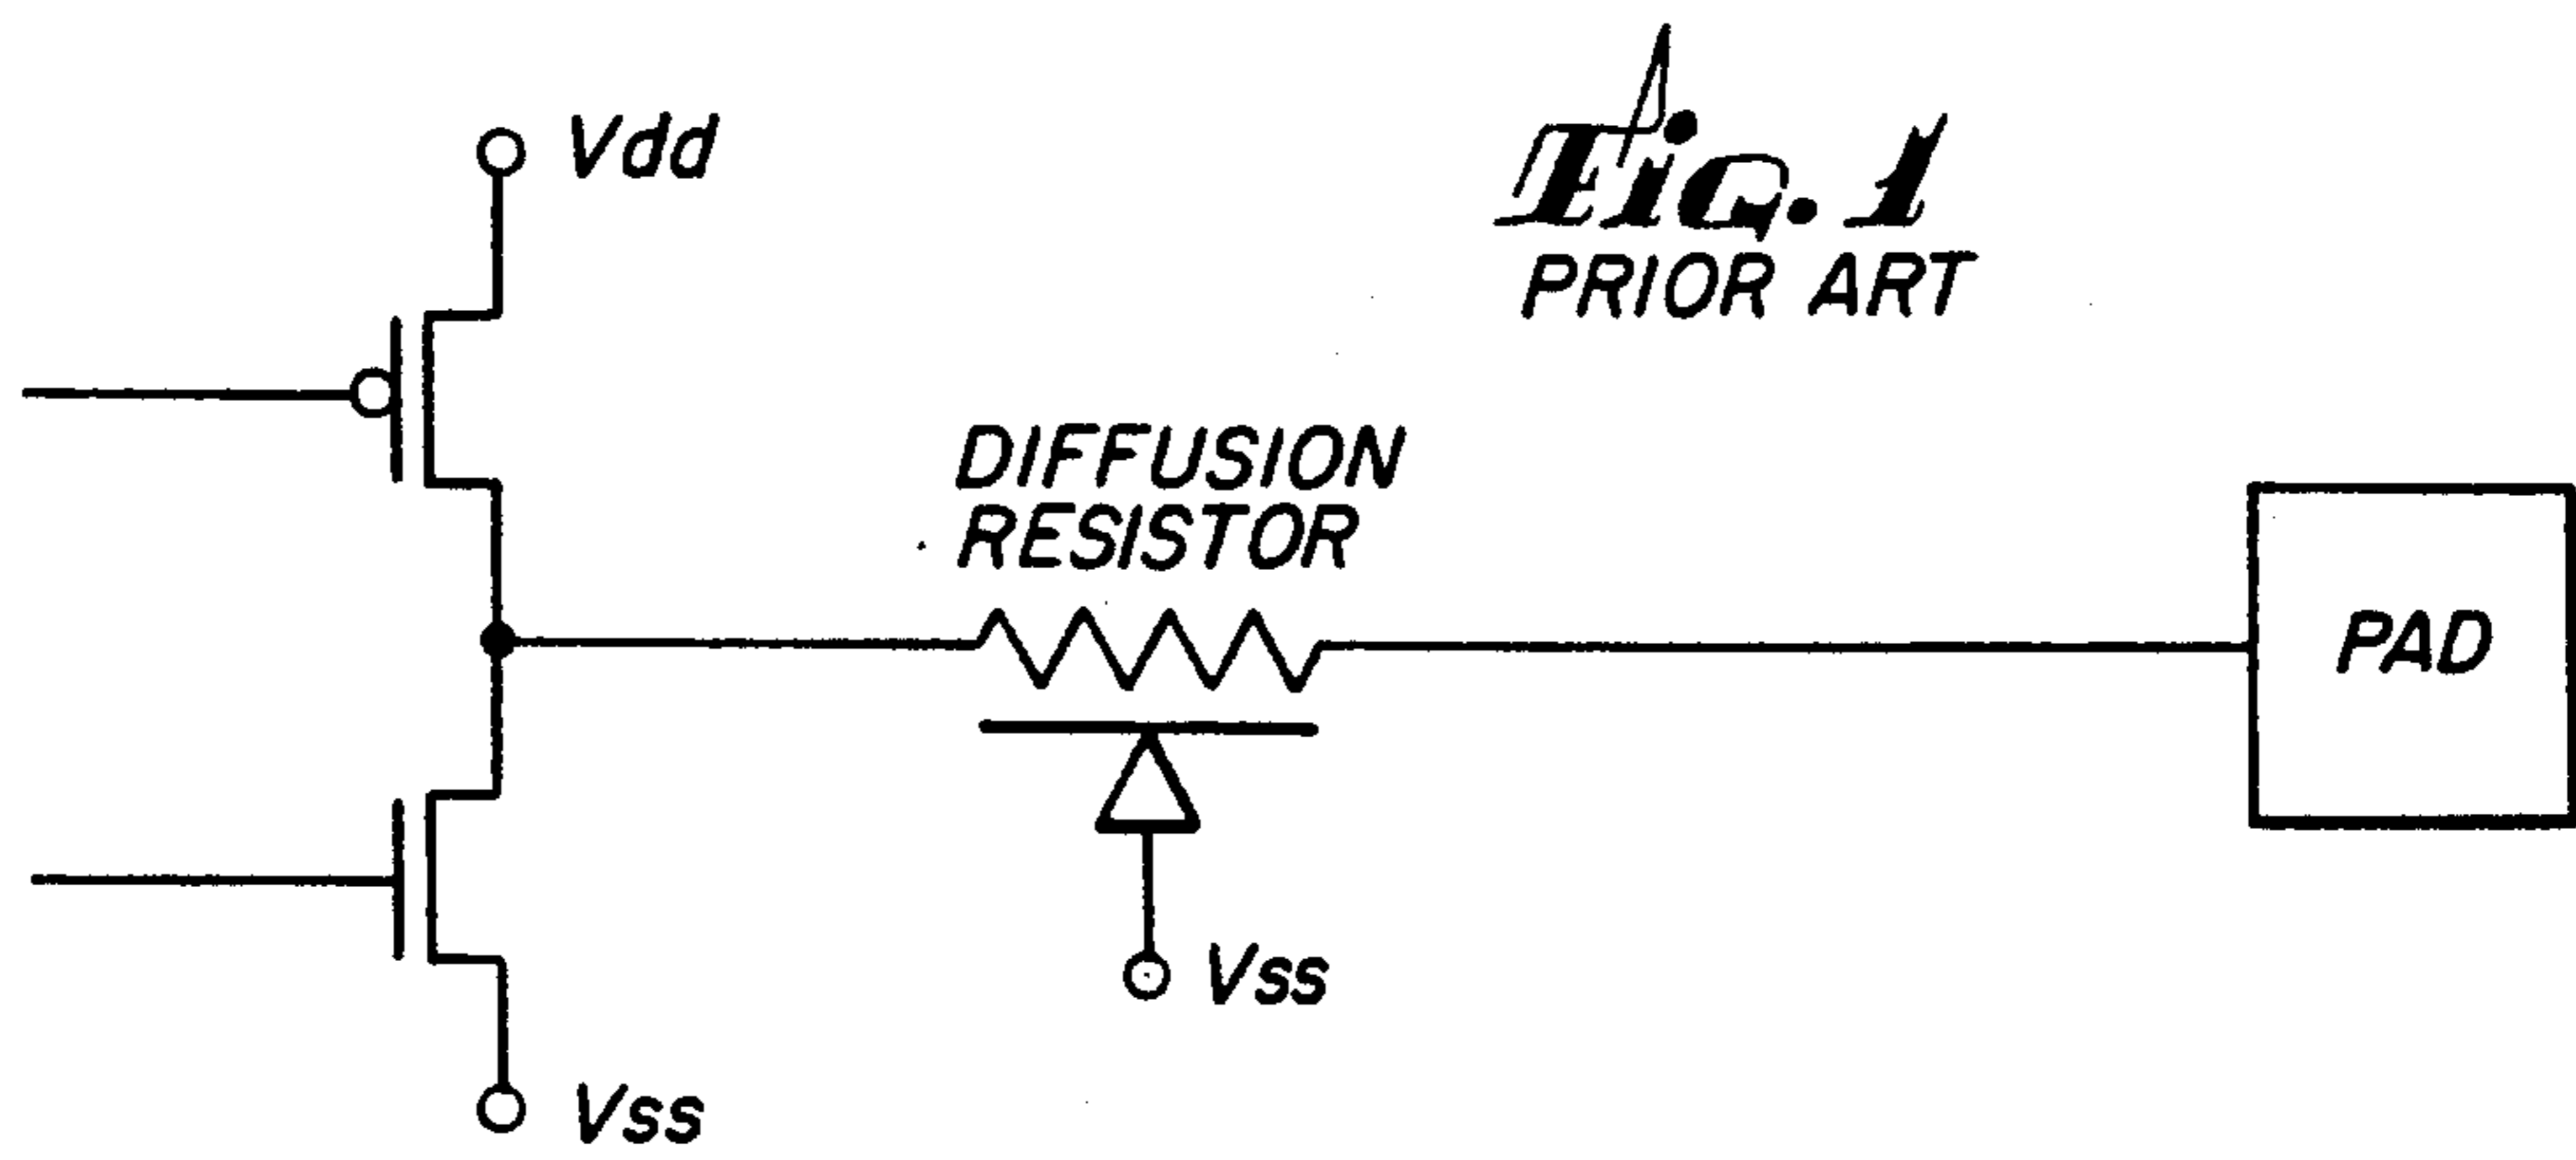 Vdd
Fig. 1
PRIOR ART
DIFFUSION
RESISTOR
PAD
Vss
Vss